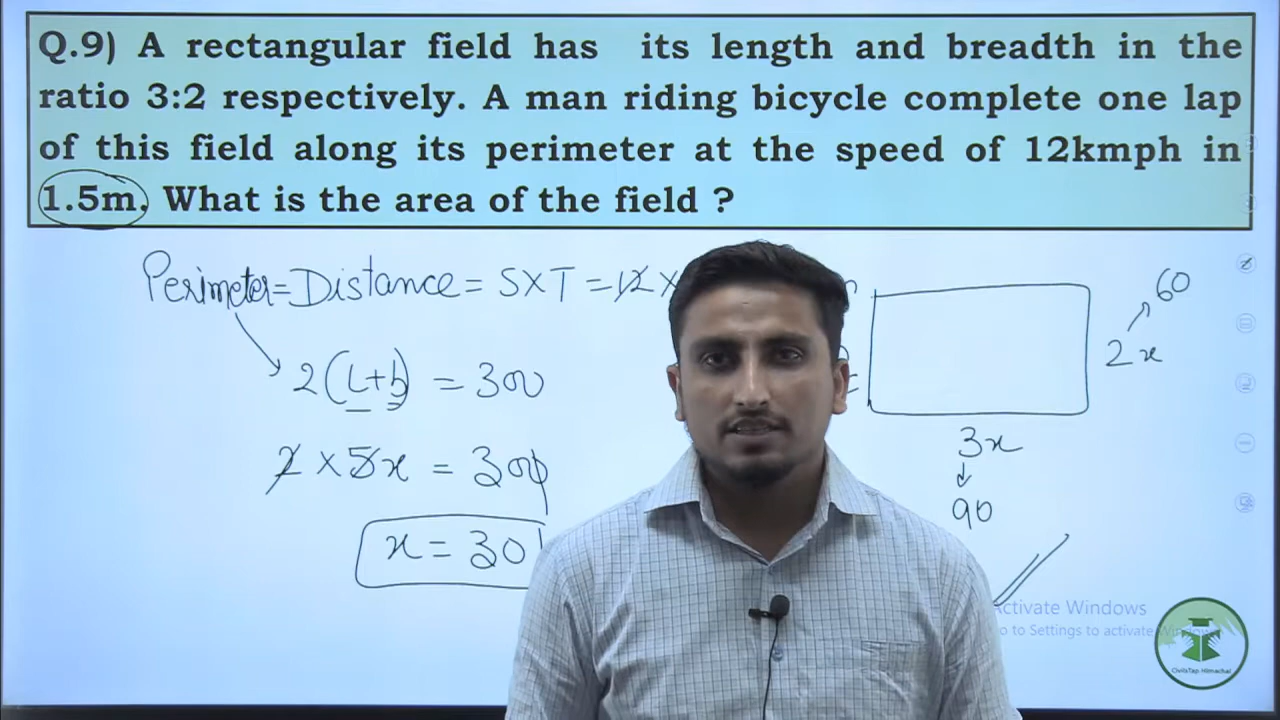 Q.9) A rectangular field has its length and breadth in the
ratio 3:2 respectively. A man riding bicycle complete one lap
of this field along its perimeter at the speed of 12kmph in
1.5m. What is the area of the field ?
Perimeter = Distance = S×T = 12 ×
60
2x
2(L+b) = 300
2 × 5x = 300
3x
90
x = 30
Activate Windows
o to Settings to activate Windows
CivilsTap Himachal